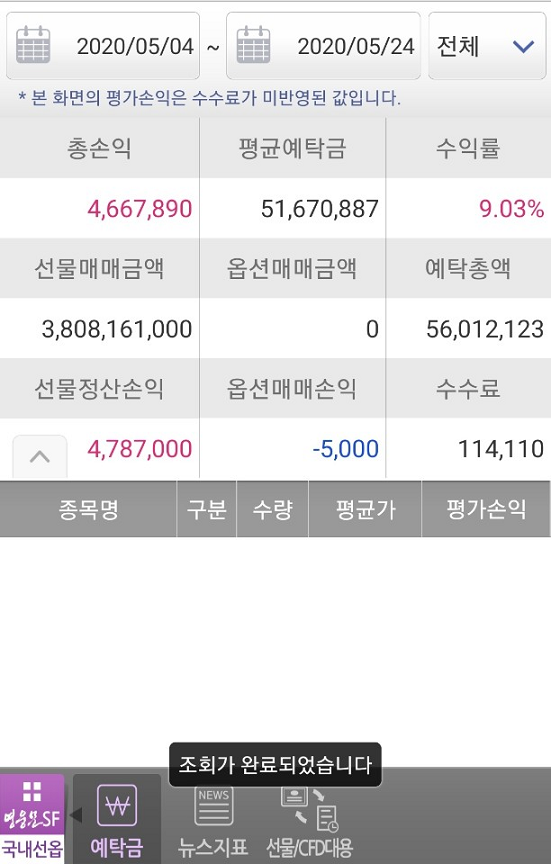 2020/05/04 ~ 2020/05/24 전체
* 본 화면의 평가손익은 수수료가 미반영된 값입니다.
총손익 평균예탁금 수익률
4,667,890 51,670,887 9.03%
선물매매금액 옵션매매금액 예탁총액
3,808,161,000 0 56,012,123
선물정산손익 옵션매매손익 수수료
4,787,000 -5,000 114,110
종목명 구분 수량 평균가 평가손익
조회가 완료되었습니다
영웅문SF
NEWS
국내선옵 예탁금 뉴스지표 선물/CFD대용